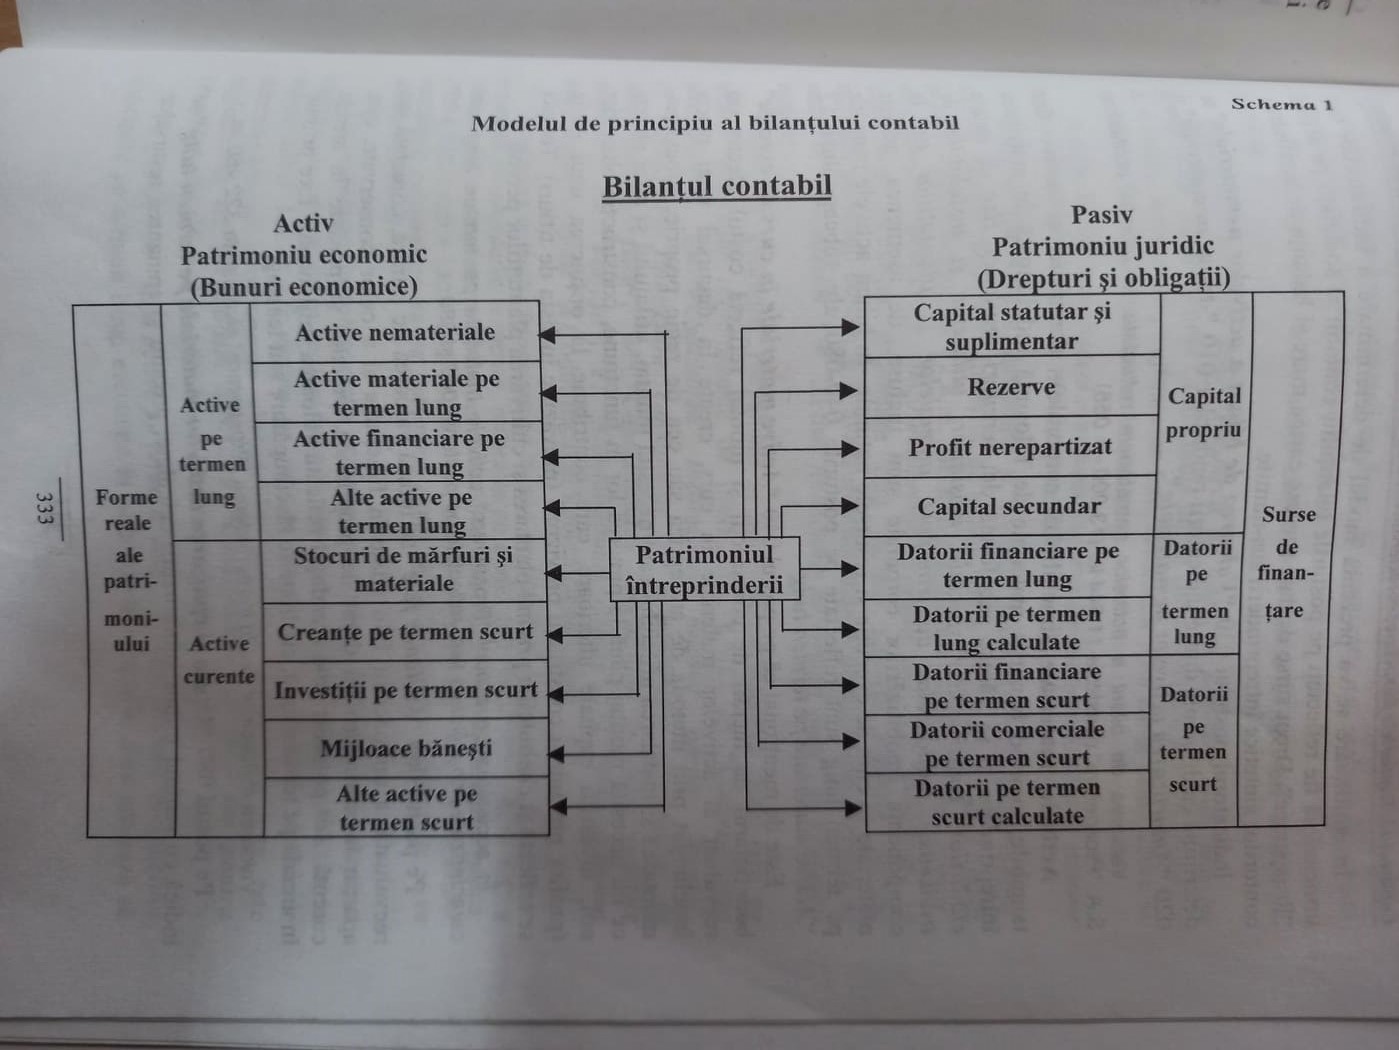 Schema 1
Modelul de principiu al bilanțului contabil
Bilanțul contabil
Activ
Patrimoniu economic
(Bunuri economice)
Pasiv
Patrimoniu juridic
(Drepturi și obligații)
Forme
reale
ale
patri-
moni-
ului
Active
pe
termen
lung
Active nemateriale
Active materiale pe
termen lung
Active financiare pe
termen lung
Alte active pe
termen lung
Active
curente
Stocuri de mărfuri și
materiale
Creanțe pe termen scurt
Investiții pe termen scurt
Mijloace bănești
Alte active pe
termen scurt
Patrimoniul
întreprinderii
Capital statutar și
suplimentar
Rezerve
Profit nerepartizat
Capital secundar
Capital
propriu
Datorii financiare pe
termen lung
Datorii pe termen
lung calculate
Datorii
pe
termen
lung
Datorii financiare
pe termen scurt
Datorii comerciale
pe termen scurt
Datorii pe termen
scurt calculate
Datorii
pe
termen
scurt
Surse
de
finan-
țare
333